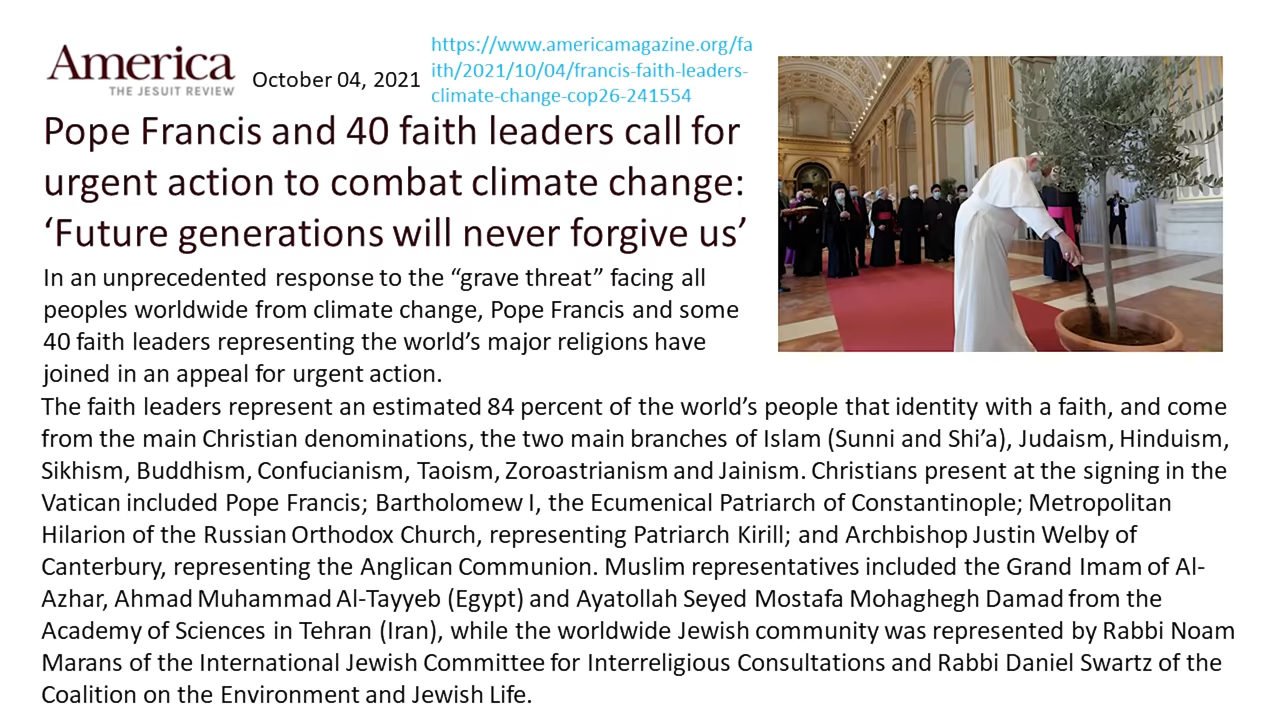 America
THE JESUIT REVIEW
October 04, 2021
https://www.americamagazine.org/fa
ith/2021/10/04/francis-faith-leaders-
climate-change-cop26-241554
Pope Francis and 40 faith leaders call for
urgent action to combat climate change:
‘Future generations will never forgive us’
In an unprecedented response to the “grave threat” facing all
peoples worldwide from climate change, Pope Francis and some
40 faith leaders representing the world’s major religions have
joined in an appeal for urgent action.
The faith leaders represent an estimated 84 percent of the world’s people that identity with a faith, and come
from the main Christian denominations, the two main branches of Islam (Sunni and Shi’a), Judaism, Hinduism,
Sikhism, Buddhism, Confucianism, Taoism, Zoroastrianism and Jainism. Christians present at the signing in the
Vatican included Pope Francis; Bartholomew I, the Ecumenical Patriarch of Constantinople; Metropolitan
Hilarion of the Russian Orthodox Church, representing Patriarch Kirill; and Archbishop Justin Welby of
Canterbury, representing the Anglican Communion. Muslim representatives included the Grand Imam of Al-
Azhar, Ahmad Muhammad Al-Tayyeb (Egypt) and Ayatollah Seyed Mostafa Mohaghegh Damad from the
Academy of Sciences in Tehran (Iran), while the worldwide Jewish community was represented by Rabbi Noam
Marans of the International Jewish Committee for Interreligious Consultations and Rabbi Daniel Swartz of the
Coalition on the Environment and Jewish Life.